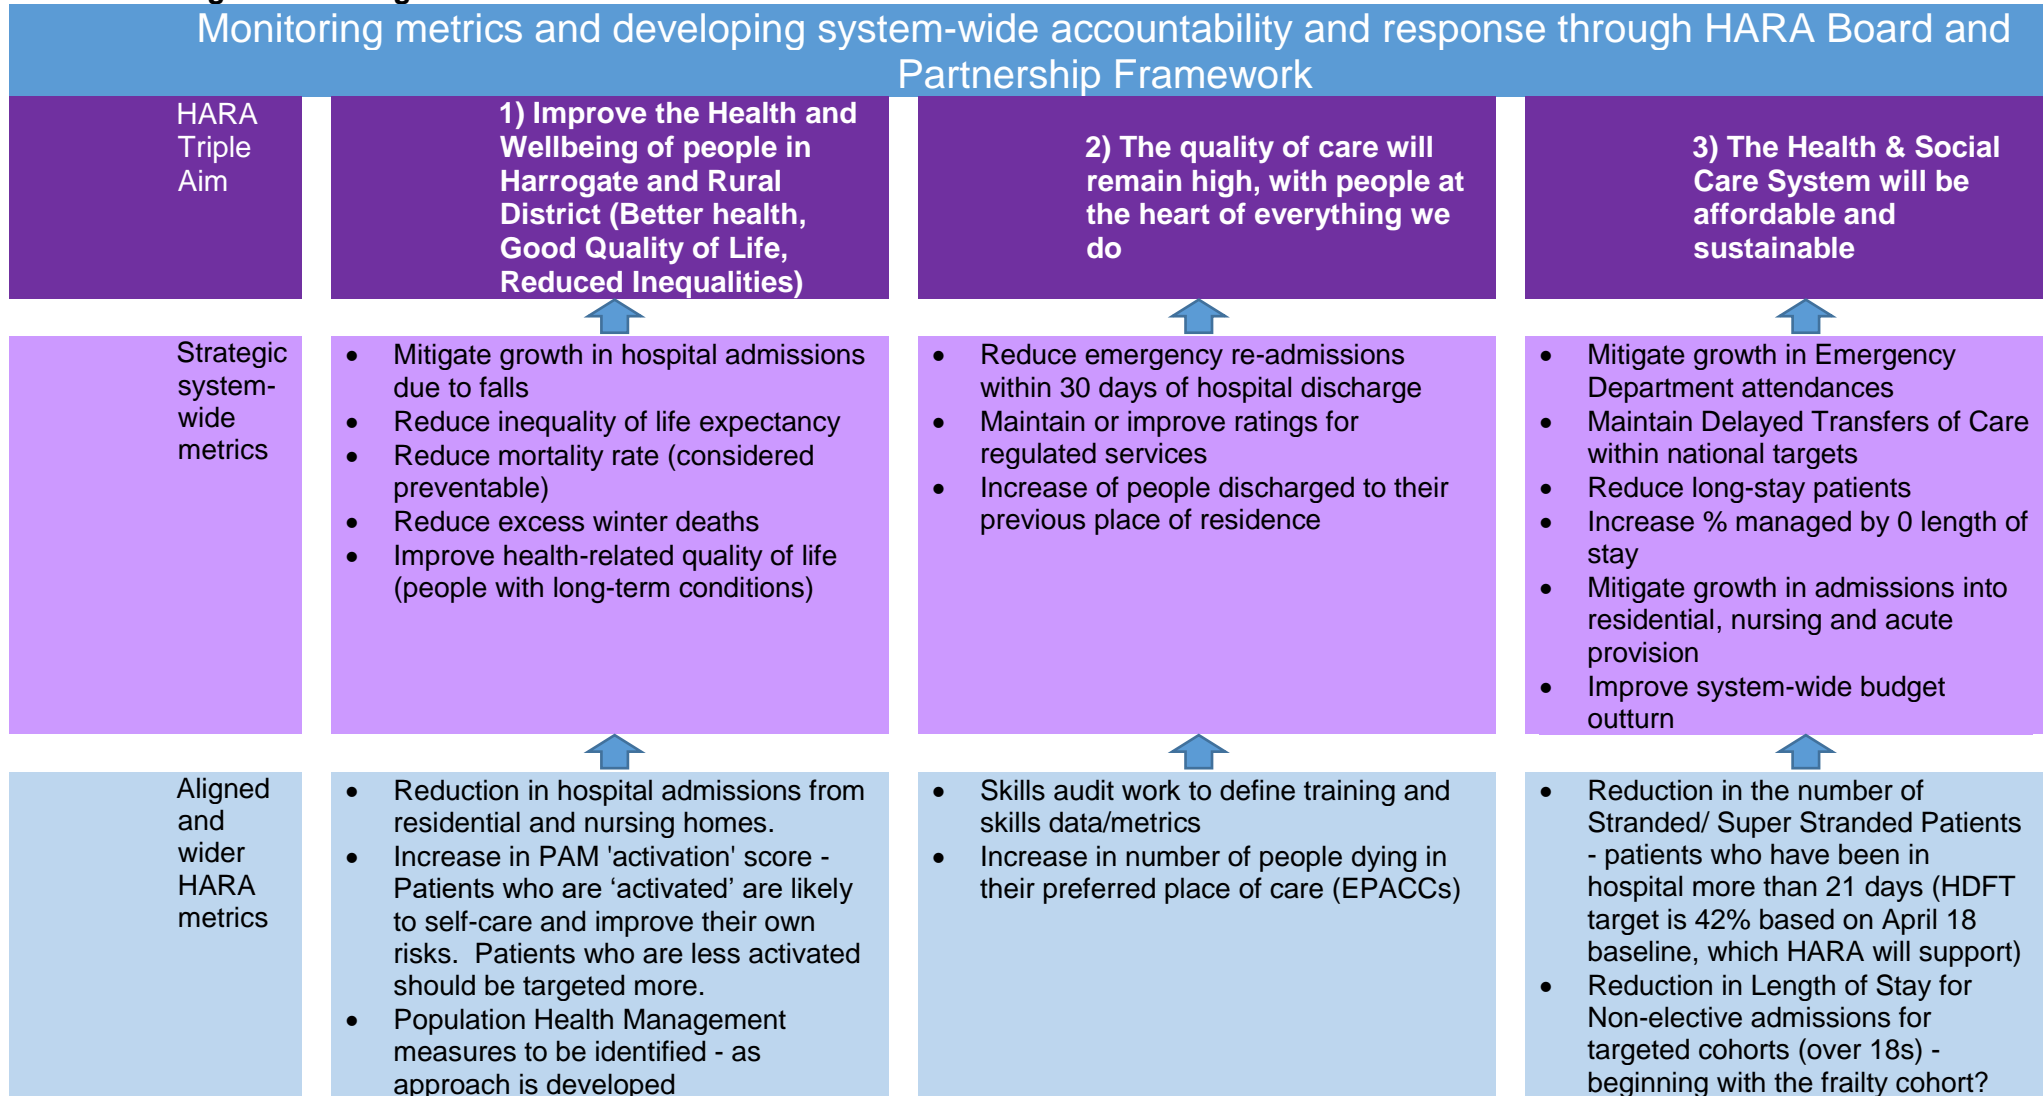 Monitoring metrics and developing system-wide accountability and response through HARA Board and
Partnership Framework
HARA
Triple
Aim
1) Improve the Health and
Wellbeing of people in
Harrogate and Rural
District (Better health,
Good Quality of Life,
Reduced Inequalities)
2) The quality of care will
remain high, with people at
the heart of everything we
do
3) The Health & Social
Care System will be
affordable and
sustainable
Strategic
system-
wide
metrics
• Mitigate growth in hospital admissions
due to falls
• Reduce inequality of life expectancy
• Reduce mortality rate (considered
preventable)
• Reduce excess winter deaths
• Improve health-related quality of life
(people with long-term conditions)
• Reduce emergency re-admissions
within 30 days of hospital discharge
• Maintain or improve ratings for
regulated services
• Increase of people discharged to their
previous place of residence
• Mitigate growth in Emergency
Department attendances
• Maintain Delayed Transfers of Care
within national targets
• Reduce long-stay patients
• Increase % managed by 0 length of
stay
• Mitigate growth in admissions into
residential, nursing and acute
provision
• Improve system-wide budget
outturn
Aligned
and
wider
HARA
metrics
• Reduction in hospital admissions from
residential and nursing homes.
• Increase in PAM 'activation' score -
Patients who are ‘activated’ are likely
to self-care and improve their own
risks.  Patients who are less activated
should be targeted more.
• Population Health Management
measures to be identified - as
approach is developed
• Skills audit work to define training and
skills data/metrics
• Increase in number of people dying in
their preferred place of care (EPACCs)
• Reduction in the number of
Stranded/ Super Stranded Patients
- patients who have been in
hospital more than 21 days (HDFT
target is 42% based on April 18
baseline, which HARA will support)
• Reduction in Length of Stay for
Non-elective admissions for
targeted cohorts (over 18s) -
beginning with the frailty cohort?